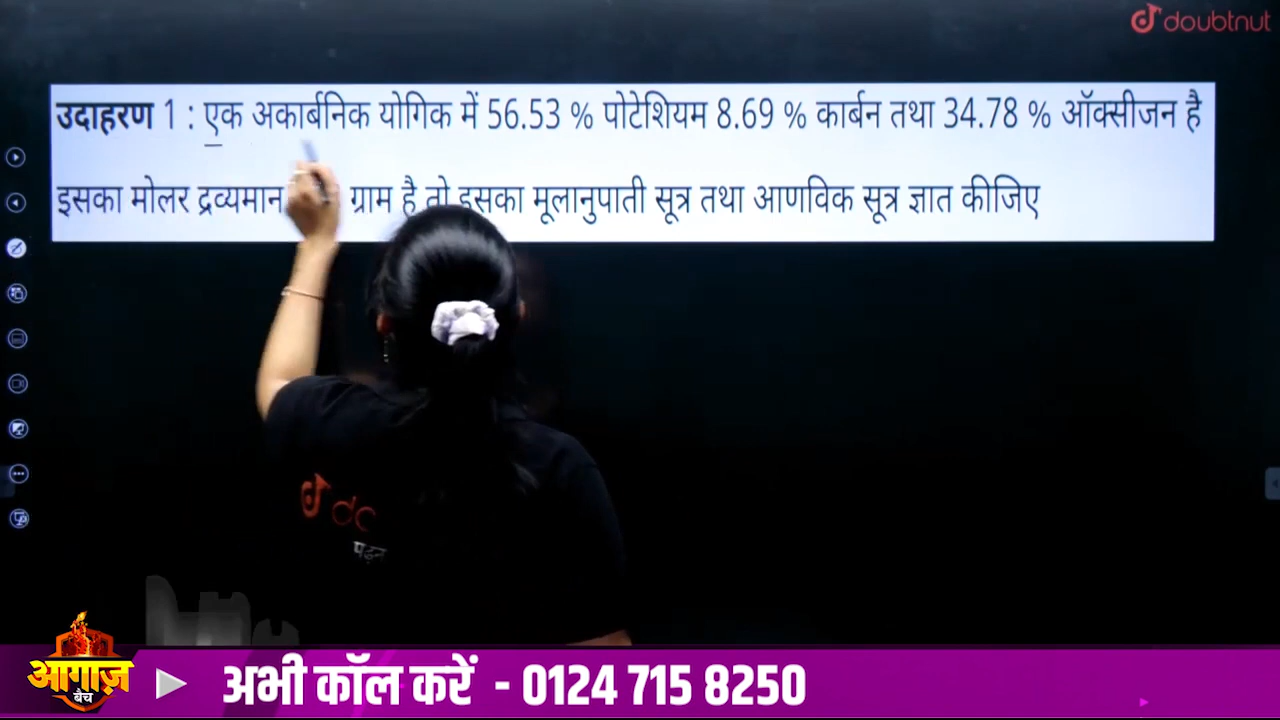 doubtnut
उदाहरण 1 : एक अकार्बनिक योगिक में 56.53 % पोटेशियम 8.69 % कार्बन तथा 34.78 % ऑक्सीजन है
इसका मोलर द्रव्यमान ग्राम है तो इसका मूलानुपाती सूत्र तथा आणविक सूत्र ज्ञात कीजिए
आगाज़
बैच
अभी कॉल करें - 0124 715 8250